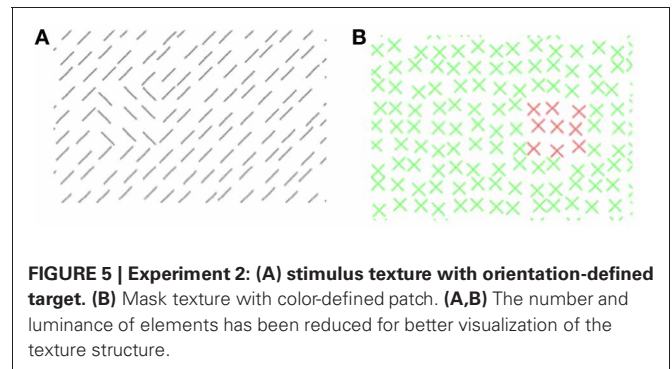 A
B
FIGURE 5 | Experiment 2: (A) stimulus texture with orientation-defined
target. (B) Mask texture with color-defined patch. (A,B) The number and
luminance of elements has been reduced for better visualization of the
texture structure.